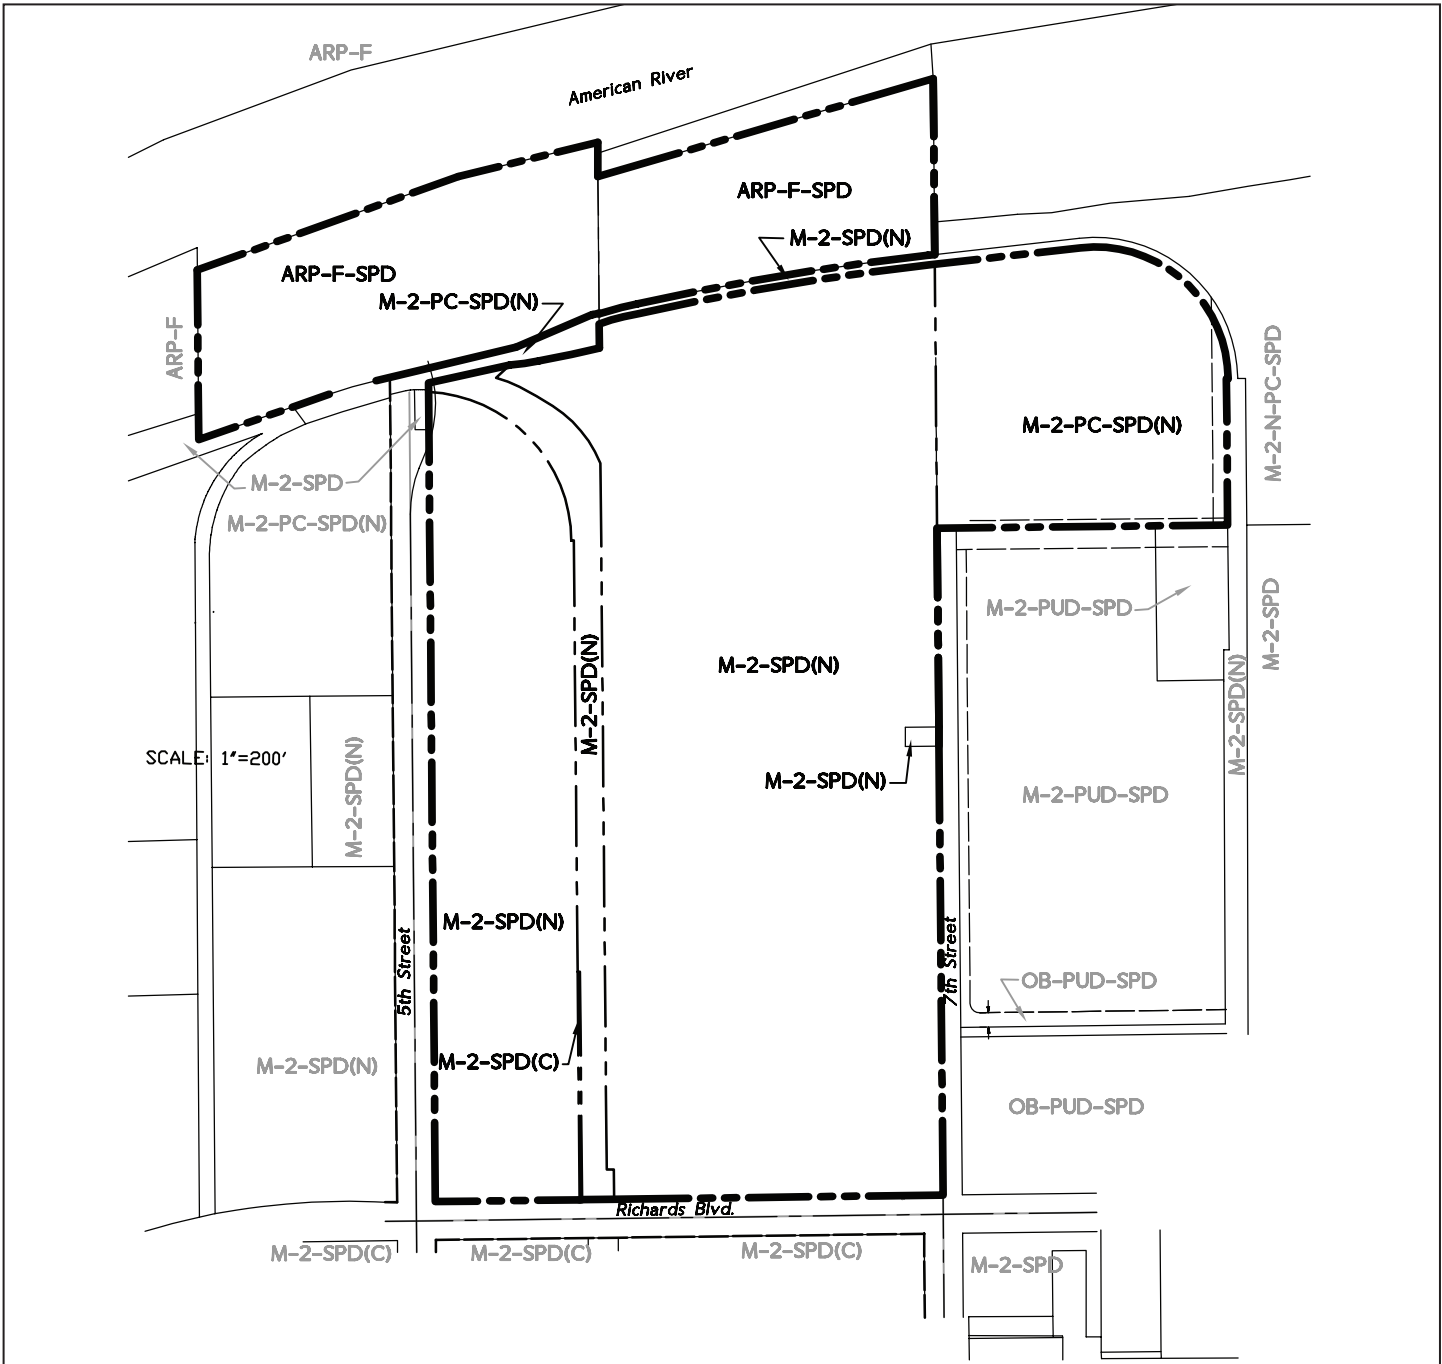 ARP-F
American River
ARP-F-SPD
M-2-SPD(N)
ARP-F-SPD
M-2-PC-SPD(N)
ARP-F
M-2-N-PC-SPD
M-2-PC-SPD(N)
M-2-SPD
M-2-PC-SPD(N)
M-2-PUD-SPD
M-2-SPD
M-2-SPD(N)
M-2-SPD(N)
M-2-SPD(N)
SCALE: 1"=200'
M-2-SPD(N)
M-2-SPD(N)
M-2-PUD-SPD
M-2-SPD(N)
5th Street
7th Street
OB-PUD-SPD
M-2-SPD(N)
M-2-SPD(C)
OB-PUD-SPD
Richards Blvd.
M-2-SPD(C)
M-2-SPD(C)
M-2-SPD(C)
M-2-SPD